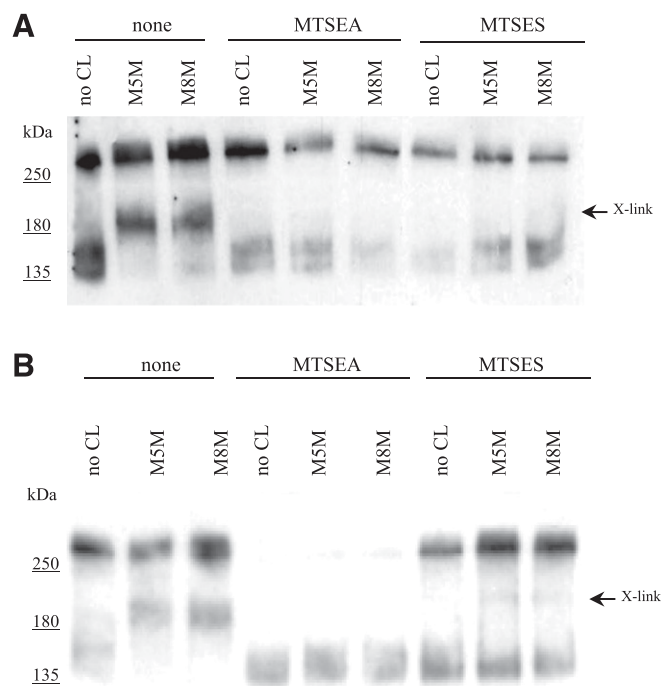 A
none MTSEA MTSES
no CL M5M M8M no CL M5M M8M no CL M5M M8M
kDa
250
X-link
180
135
B
none MTSEA MTSES
no CL M5M M8M no CL M5M M8M no CL M5M M8M
kDa
250
X-link
180
135